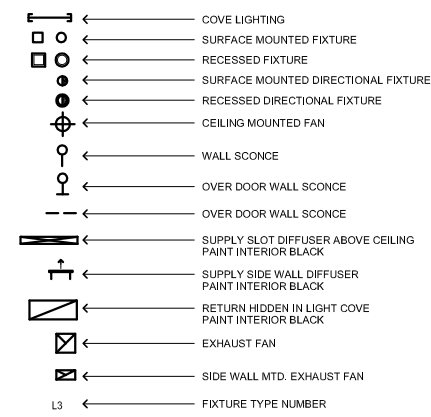 COVE LIGHTING
SURFACE MOUNTED FIXTURE
RECESSED FIXTURE
SURFACE MOUNTED DIRECTIONAL FIXTURE
RECESSED DIRECTIONAL FIXTURE
CEILING MOUNTED FAN
WALL SCONCE
OVER DOOR WALL SCONCE
OVER DOOR WALL SCONCE
SUPPLY SLOT DIFFUSER ABOVE CEILING
PAINT INTERIOR BLACK
SUPPLY SIDE WALL DIFFUSER
PAINT INTERIOR BLACK
RETURN HIDDEN IN LIGHT COVE
PAINT INTERIOR BLACK
EXHAUST FAN
SIDE WALL MTD. EXHAUST FAN
L3 FIXTURE TYPE NUMBER